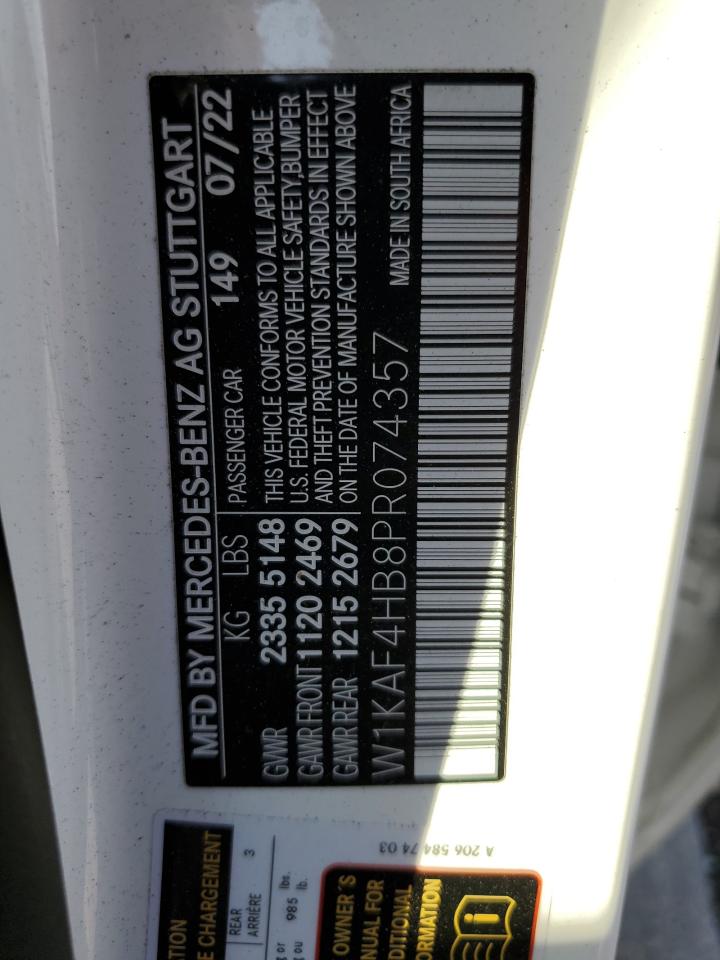 MFD BY MERCEDES-BENZ AG STUTTGART
KG LBS PASSENGER CAR 149 07/22
GVWR 2335 5148
GAWR FRONT 1120 2469
GAWR REAR 1215 2679
THIS VEHICLE CONFORMS TO ALL APPLICABLE
U.S. FEDERAL MOTOR VEHICLE SAFETY,BUMPER
AND THEFT PREVENTION STANDARDS IN EFFECT
ON THE DATE OF MANUFACTURE SHOWN ABOVE
W1KAF4HB8PR074357 MADE IN SOUTH AFRICA
E CHARGEMENT
REAR
ARRIÈRE 3
or
ou 985 lbs.
lb.
OWNER'S
FOR
A 206 584 74 03